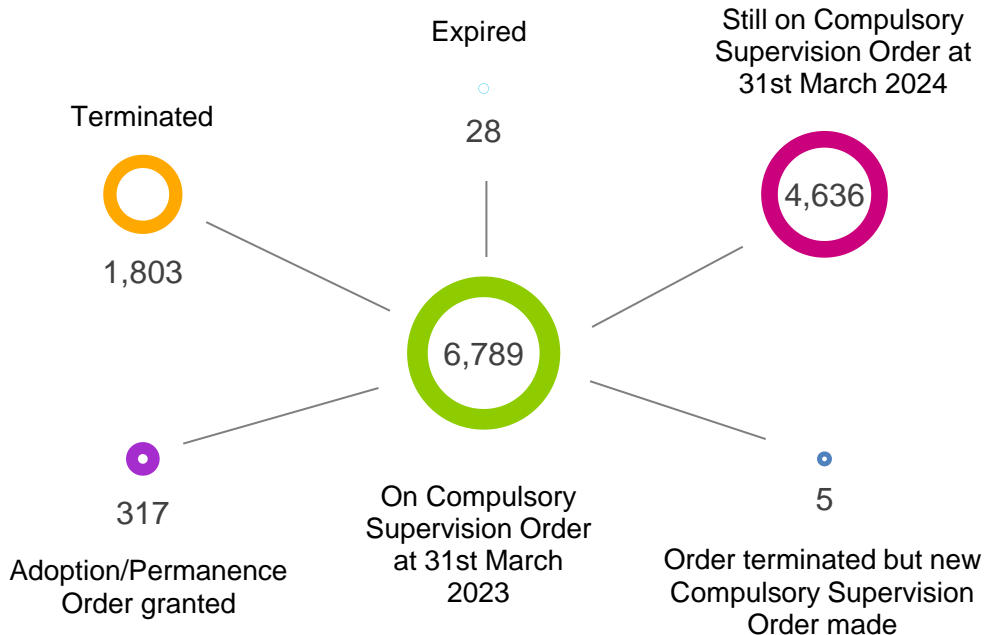 Expired
28
Still on Compulsory
Supervision Order at
31st March 2024
4,636
Terminated
1,803
6,789
On Compulsory
Supervision Order
at 31st March
2023
317
Adoption/Permanence
Order granted
5
Order terminated but new
Compulsory Supervision
Order made